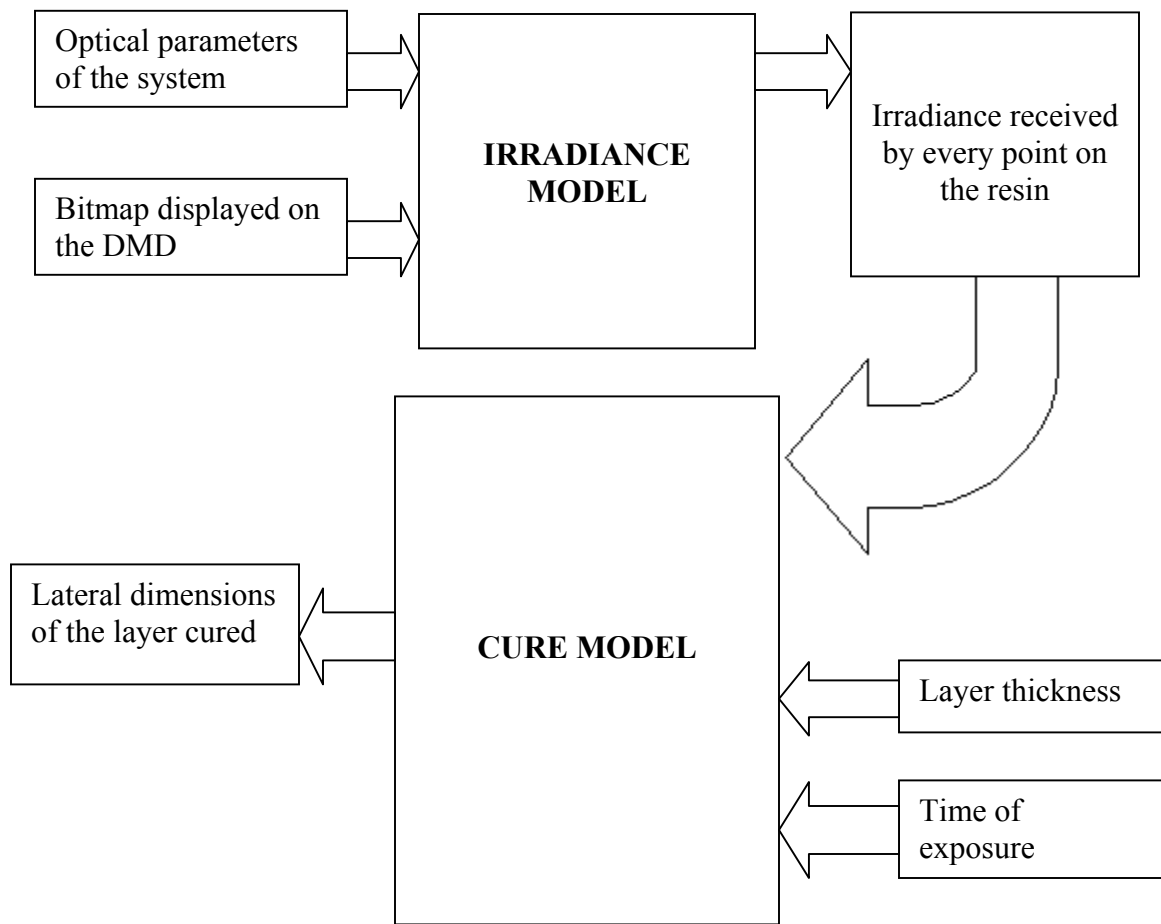 Optical parameters
of the system
Bitmap displayed on
the DMD
IRRADIANCE
MODEL
Irradiance received
by every point on
the resin
Lateral dimensions
of the layer cured
CURE MODEL
Layer thickness
Time of
exposure